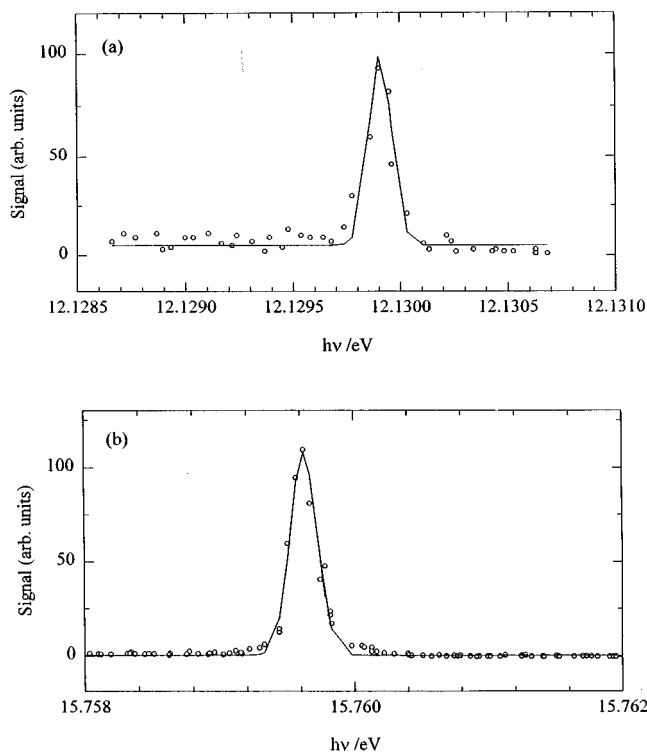 (a)
100
50
0
Signal (arb. units)
12.1285 12.1290 12.1295 12.1300 12.1305 12.1310
hν /eV
(b)
100
50
0
Signal (arb. units)
15.758 15.760 15.762
hν /eV